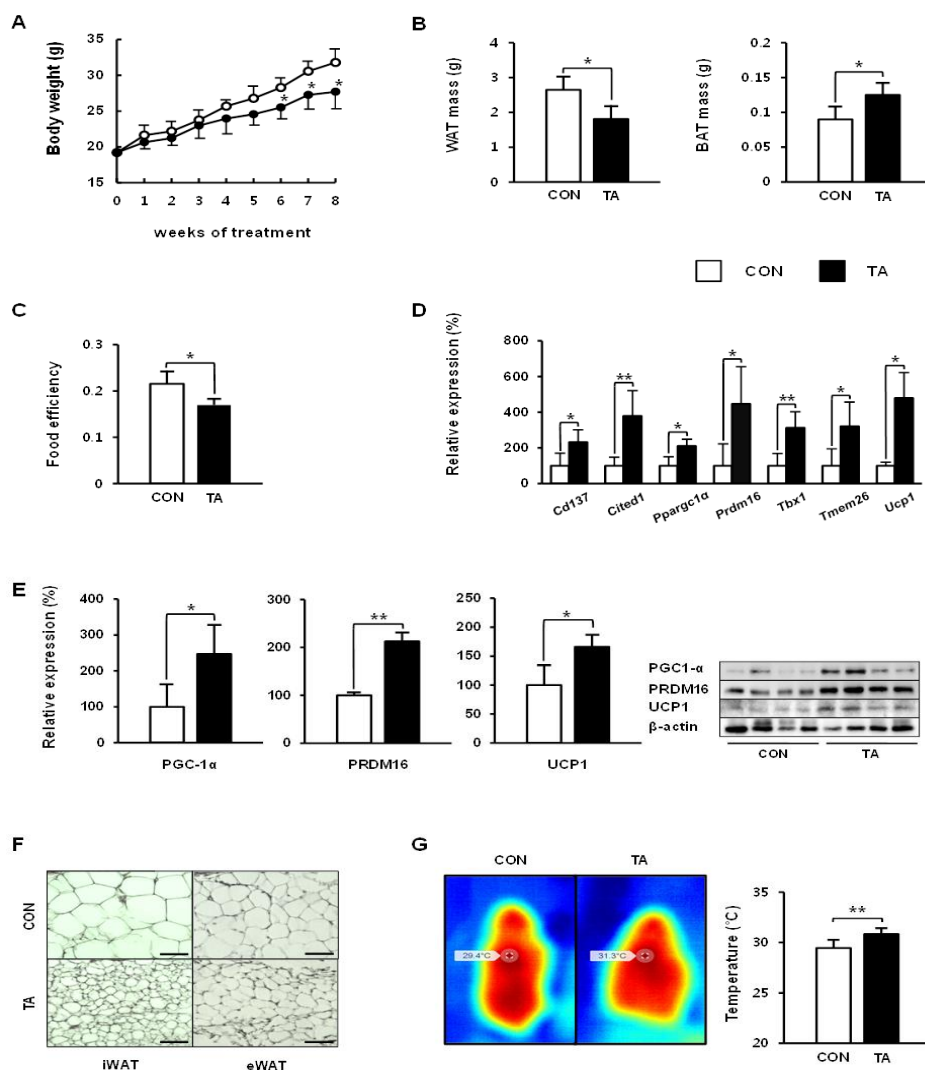 A
Body weight (g)
35
30
25
20
15
* * *
0 1 2 3 4 5 6 7 8
weeks of treatment
B
WAT mass (g)
4
3
2
1
0
*
CON TA
BAT mass (g)
0.2
0.15
0.1
0.05
0
*
CON TA
CON TA
C
Food efficiency
0.3
0.2
0.1
0
*
CON TA
D
Relative expression (%)
800
600
400
200
0
* ** * * ** * *
Cd137 Cited1 Ppargc1α Prdm16 Tbx1 Tmem26 Ucp1
E
Relative expression (%)
400
300
200
100
0
*
PGC-1α
300
200
100
0
**
PRDM16
250
200
150
100
50
0
*
UCP1
PGC1-α
PRDM16
UCP1
β-actin
CON TA
F
CON
TA
iWAT eWAT
G
CON TA
29.4°C 31.3°C
Temperature (°C)
35
30
25
20
**
CON TA